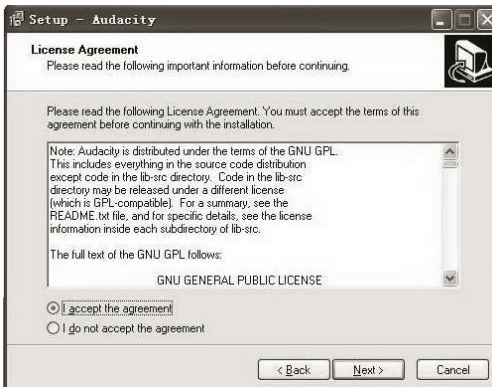 Setup - Audacity
License Agreement
Please read the following important information before continuing.
Please read the following License Agreement. You must accept the terms of this
agreement before continuing with the installation.
Note: Audacity is distributed under the terms of the GNU GPL.
This includes everything in the source code distribution
except code in the lib-src directory.  Code in the lib-src
directory may be released under a different license
(which is GPL-compatible).  For a summary, see the
README.txt file, and for specific details, see the license
information inside each subdirectory of lib-src.
The full text of the GNU GPL follows:
GNU GENERAL PUBLIC LICENSE
I accept the agreement
I do not accept the agreement
< Back
Next >
Cancel